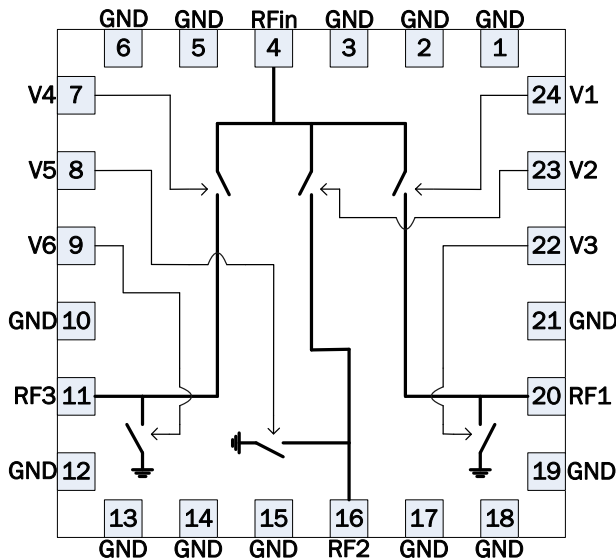 GND GND RFin GND GND GND
6 5 4 3 2 1
V4 7 24 V1
V5 8 23 V2
V6 9 22 V3
GND 10 21 GND
RF3 11 20 RF1
GND 12 19 GND
13 14 15 16 17 18
GND GND GND RF2 GND GND